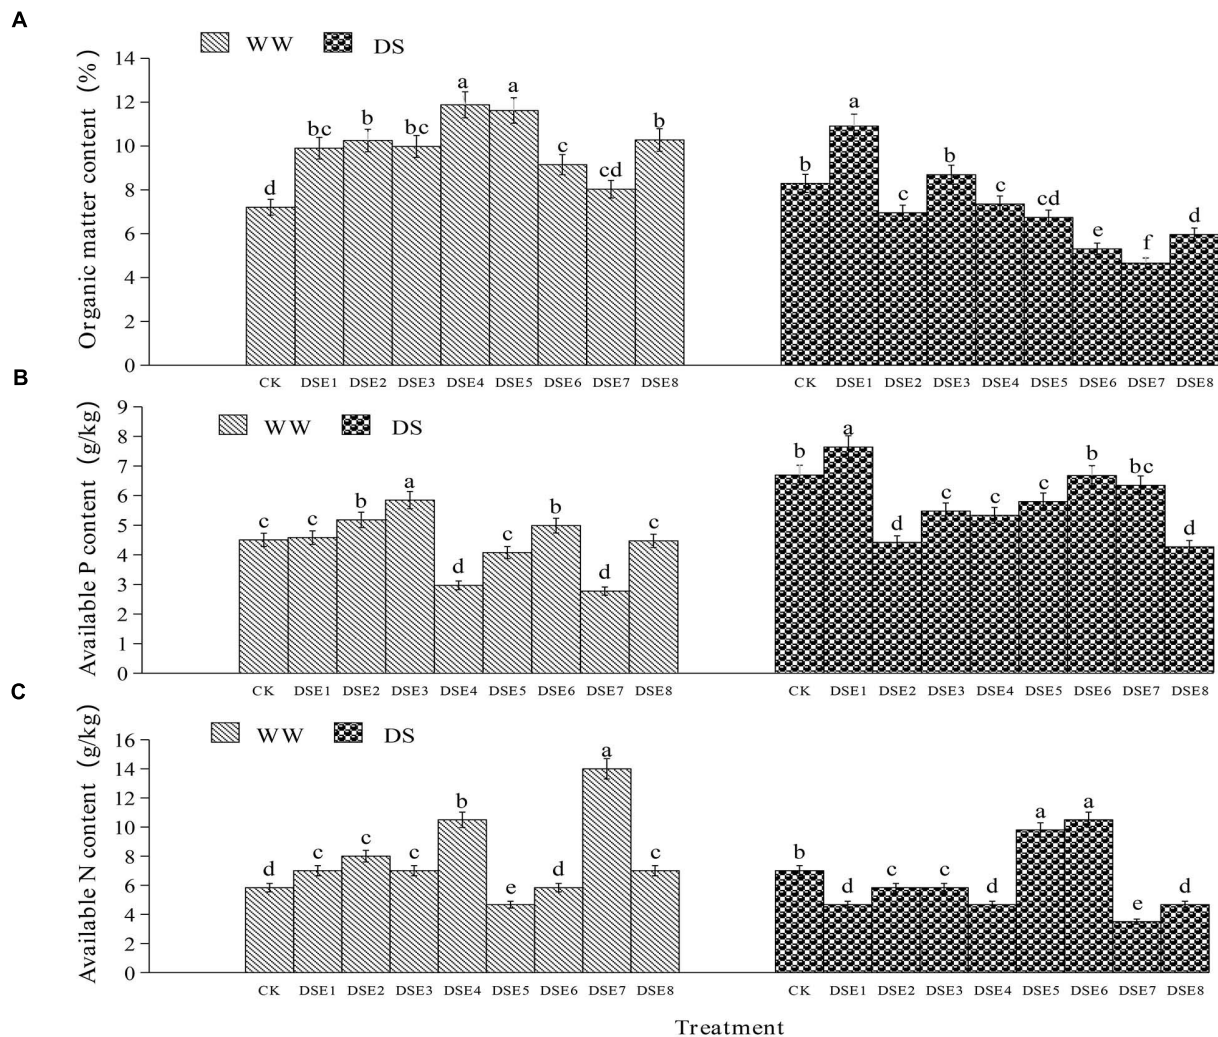 A
WW DS
Organic matter content (%)
14
12
10
8
6
4
2
0
d bc b bc a a c cd b
b a c b c cd e f d
CK DSE1 DSE2 DSE3 DSE4 DSE5 DSE6 DSE7 DSE8
CK DSE1 DSE2 DSE3 DSE4 DSE5 DSE6 DSE7 DSE8
B
WW DS
Available P content (g/kg)
9
8
7
6
5
4
3
2
1
0
c c b a d c b d c
b a d c c c b bc d
CK DSE1 DSE2 DSE3 DSE4 DSE5 DSE6 DSE7 DSE8
CK DSE1 DSE2 DSE3 DSE4 DSE5 DSE6 DSE7 DSE8
C
WW DS
Available N content (g/kg)
16
14
12
10
8
6
4
2
0
d c c c b e d a c
b d c c d a a e d
CK DSE1 DSE2 DSE3 DSE4 DSE5 DSE6 DSE7 DSE8
CK DSE1 DSE2 DSE3 DSE4 DSE5 DSE6 DSE7 DSE8
Treatment